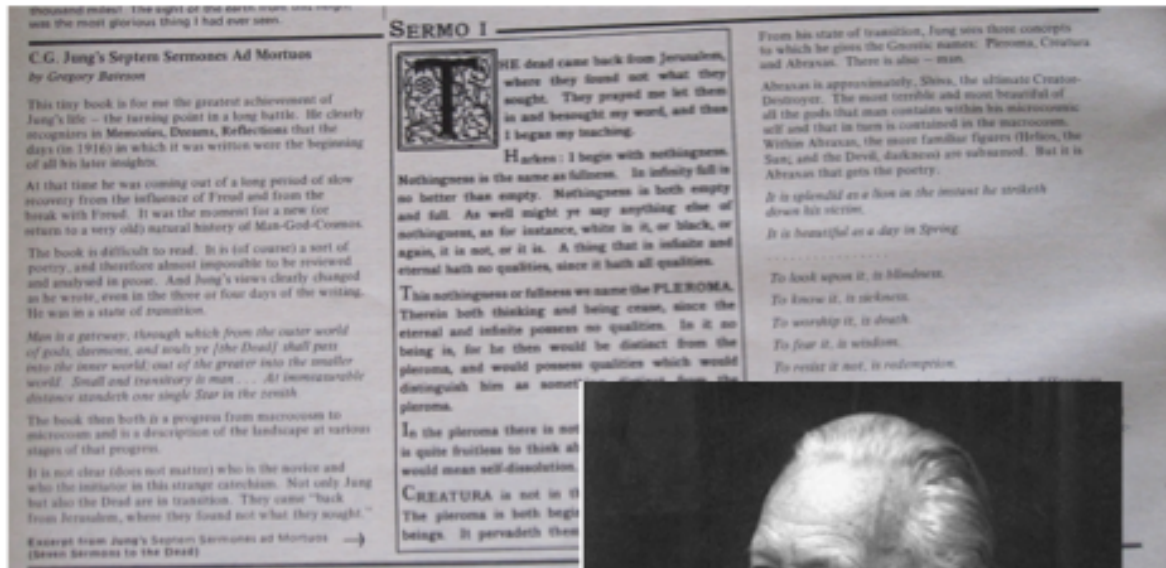 thousand miles! The sight of the earth from this height
was the most glorious thing I had ever seen.
C.G. Jung's Septem Sermones Ad Mortuos
by Gregory Bateson
This tiny book is for me the greatest achievement of
Jung's life – the turning point in a long battle. He clearly
recognizes in Memories, Dreams, Reflections that the
days (in 1916) in which it was written were the beginning
of all his later insights.
At that time he was coming out of a long period of slow
recovery from the influence of Freud and from the
break with Freud. It was the moment for a new (or
return to a very old) natural history of Man-God-Cosmos.
The book is difficult to read. It is (of course) a sort of
poetry, and therefore almost impossible to be reviewed
and analysed in prose. And Jung's views clearly changed
as he wrote, even in the three or four days of the writing.
He was in a state of transition.
Man is a gateway, through which from the outer world
of gods, daemons, and souls ye [the Dead] shall pass
into the inner world; out of the greater into the smaller
world. Small and transitory is man . . . At immeasurable
distance standeth one single Star in the zenith
The book then both is a progress from macrocosm to
microcosm and is a description of the landscape at various
stages of that progress.
It is not clear (does not matter) who is the novice and
who the initiator in this strange catechism. Not only Jung
but also the Dead are in transition. They came "back
from Jerusalem, where they found not what they sought."
Excerpt from Jung's Septem Sermones ad Mortuos →
(Seven Sermons to the Dead)
SERMO I
THE dead came back from Jerusalem,
where they found not what they
sought. They prayed me let them
in and besought my word, and thus
I began my teaching.
Harken: I begin with nothingness.
Nothingness is the same as fullness. In infinity full is
no better than empty. Nothingness is both empty
and full. As well might ye say anything else of
nothingness, as for instance, white is it, or black, or
again, it is not, or it is. A thing that is infinite and
eternal hath no qualities, since it hath all qualities.
This nothingness or fullness we name the PLEROMA.
Therein both thinking and being cease, since the
eternal and infinite possess no qualities. In it no
being is, for he then would be distinct from the
pleroma, and would possess qualities which would
distinguish him as something distinct from the
pleroma.
In the pleroma there is not
is quite fruitless to think ab
would mean self-dissolution.
CREATURA is not in th
The pleroma is both begi
beings. It pervadeth them
From his state of transition, Jung sees three concepts
to which he gives the Gnostic names: Pleroma, Creatura
and Abraxas. There is also – man.
Abraxas is approximately, Shiva, the ultimate Creator-
Destroyer. The most terrible and most beautiful of
all the gods that man contains within his microcosmic
self and that in turn is contained in the macrocosm.
Within Abraxas, the more familiar figures (Helios, the
Sun; and the Devil, darkness) are subsumed. But it is
Abraxas that gets the poetry.
It is splendid as a lion in the instant he striketh
down his victim.
It is beautiful as a day in Spring.
. . . . . . . . . . . . . .
To look upon it, is blindness.
To know it, is sickness.
To worship it, is death.
To fear it, is wisdom.
To resist it not, is redemption.